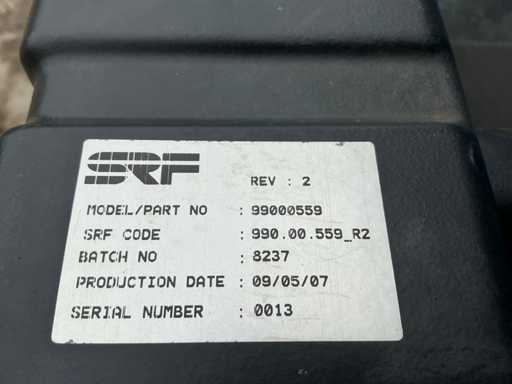 SRF
REV : 2
MODEL/PART NO : 99000559
SRF CODE : 990.00.559_R2
BATCH NO : 8237
PRODUCTION DATE : 09/05/07
SERIAL NUMBER : 0013